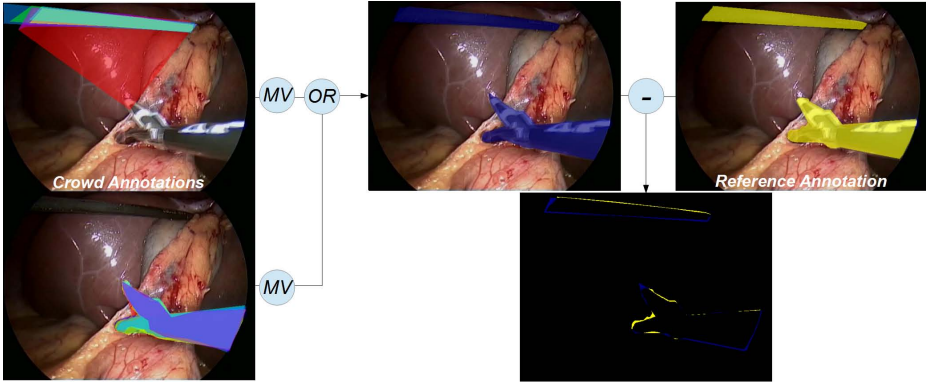 MV
OR
-
Crowd Annotations
Reference Annotation
MV